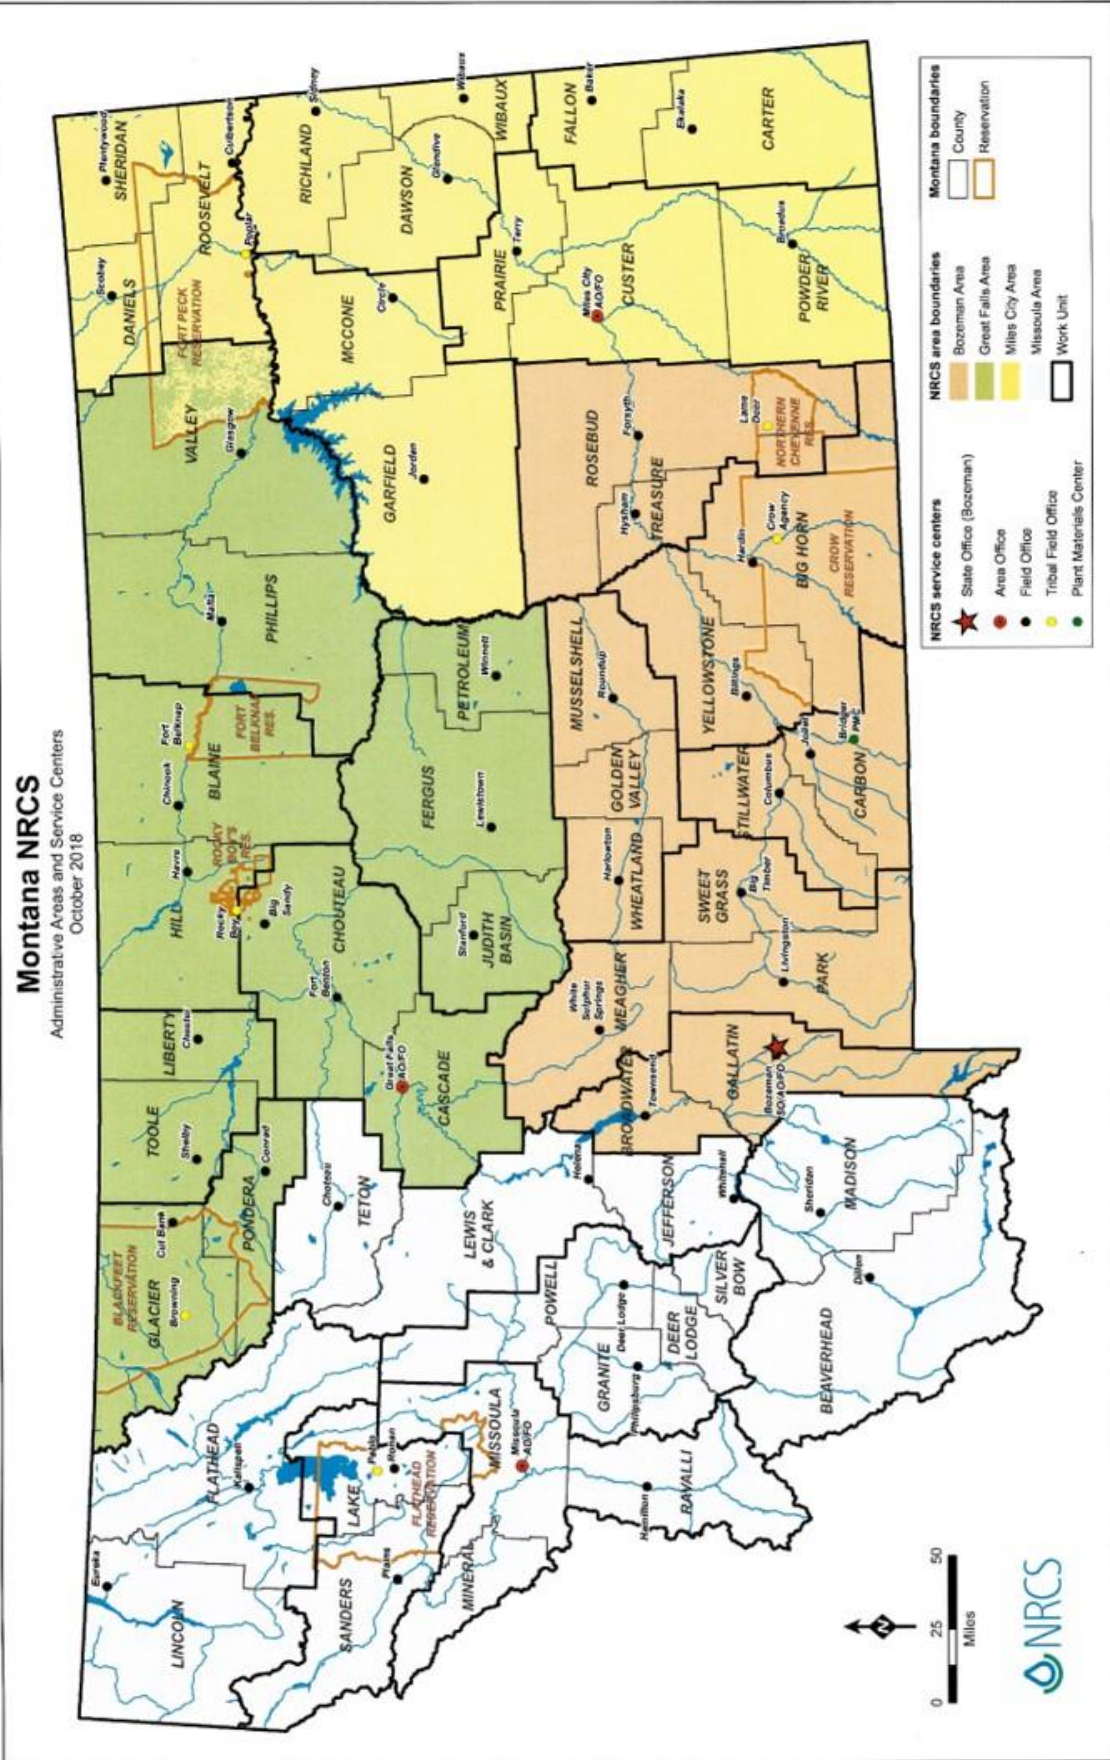 Montana NRCS
Administrative Areas and Service Centers
October 2018
LINCOLN
Eureka
FLATHEAD
Kalispell
SANDERS
Plains
LAKE
Pablo
Ronan
FLATHEAD
RESERVATION
MINERAL
MISSOULA
Missoula
AO/FO
RAVALLI
Hamilton
GRANITE
Philipsburg
POWELL
Deer Lodge
DEER
LODGE
SILVER
BOW
BEAVERHEAD
Dillon
MADISON
Sheridan
JEFFERSON
Whitehall
LEWIS
& CLARK
Helena
TETON
Choteau
BLACKFEET
RESERVATION
GLACIER
Browning
Cut Bank
PONDERA
Conrad
TOOLE
Shelby
LIBERTY
Chester
HILL
Havre
Rocky
Boy
ROCKY
BOY'S
RES.
Big
Sandy
CHOUTEAU
Fort
Benton
CASCADE
Great Falls
AO/FO
JUDITH
BASIN
Stanford
FERGUS
Lewistown
PETROLEUM
Winnett
BLAINE
Chinook
Fort
Belknap
FORT
BELKNAP
RES.
PHILLIPS
Malta
VALLEY
Glasgow
FORT PECK
RESERVATION
DANIELS
Scobey
SHERIDAN
Plentywood
ROOSEVELT
Culbertson
Poplar
RICHLAND
Sidney
MCCONE
Circle
DAWSON
Glendive
WIBAUX
Wibaux
GARFIELD
Jordan
PRAIRIE
Terry
FALLON
Baker
CARTER
Ekalaka
CUSTER
Miles City
AO/FO
POWDER
RIVER
Broadus
ROSEBUD
Forsyth
TREASURE
Hysham
Lame
Deer
NORTHERN
CHEYENNE
RES.
BIG HORN
Hardin
Crow
Agency
CROW
RESERVATION
MUSSELSHELL
Roundup
YELLOWSTONE
Billings
GOLDEN
VALLEY
STILLWATER
Columbus
CARBON
Joliet
Bridger
PMC
WHEATLAND
Harlowton
SWEET
GRASS
Big
Timber
MEAGHER
White
Sulphur
Springs
PARK
Livingston
BROADWATER
Townsend
GALLATIN
Bozeman
SO/AO/FO
NRCS service centers
State Office (Bozeman)
Area Office
Field Office
Tribal Field Office
Plant Materials Center
NRCS area boundaries
Bozeman Area
Great Falls Area
Miles City Area
Missoula Area
Work Unit
Montana boundaries
County
Reservation
N
0 25 50
Miles
NRCS